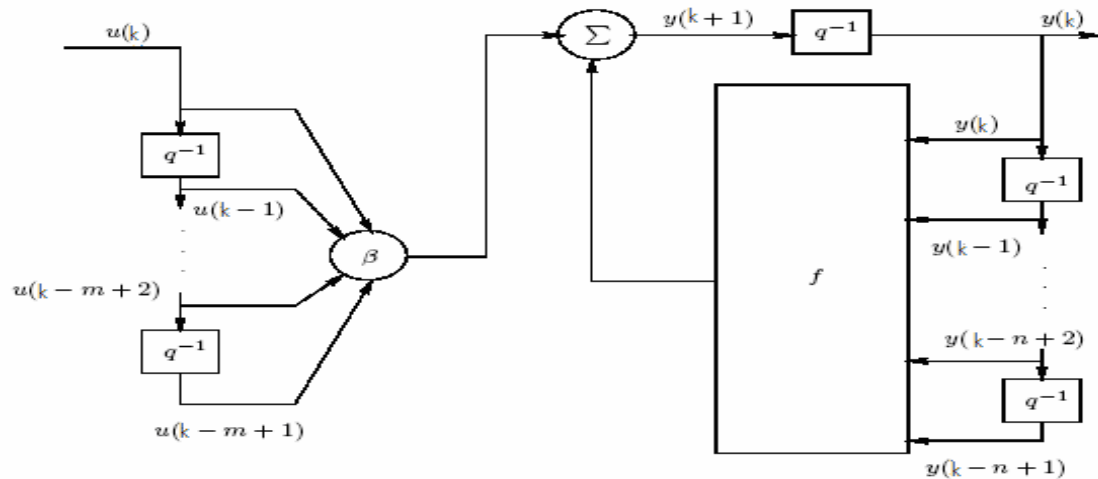 u(k)
q⁻¹
u(k − 1)
u(k − m + 2)
q⁻¹
u(k − m + 1)
β
Σ
y(k + 1)
q⁻¹
y(k)
f
y(k)
q⁻¹
y(k − 1)
y(k − n + 2)
q⁻¹
y(k − n + 1)